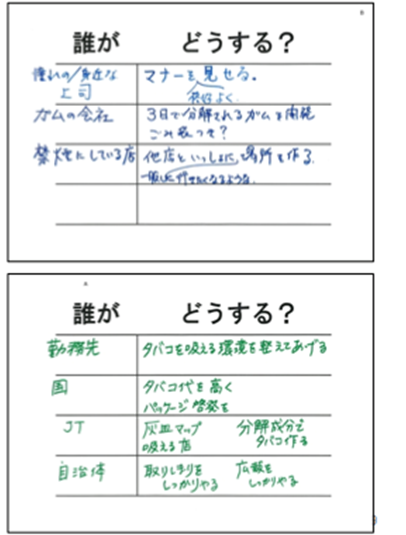 誰が どうする？
憧れの/身近な上司 マナーを見せる。
格好よく。
ガムの会社 3日で分解されるガムを開発
ごみ袋つき？
禁煙にしている店 他店といっしょに、場所を作る。
行きたくなるような。
誰が どうする？
勤務先 タバコを吸える環境を整えてあげる
国 タバコ代を高く
パッケージ啓発を
JT 灰皿マップ 分解成分で
吸える店 タバコ作る
自治体 取りしまりを 広報を
しっかりやる しっかりやる